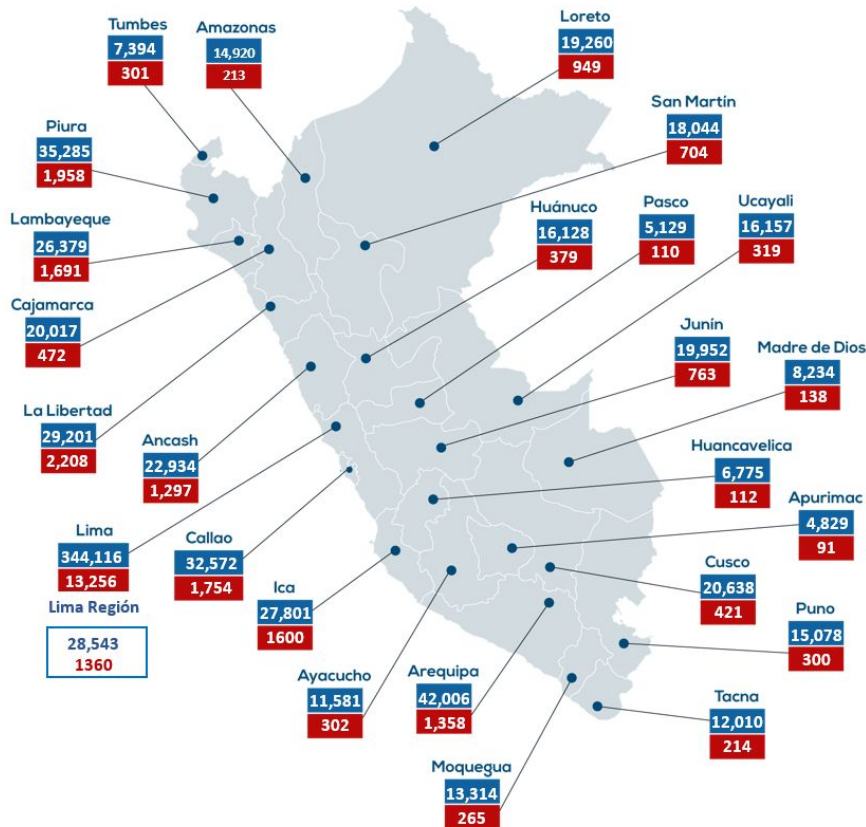 Tumbes
7,394
301
Amazonas
14,920
213
Loreto
19,260
949
San Martín
18,044
704
Piura
35,285
1,958
Huánuco
16,128
379
Pasco
5,129
110
Ucayali
16,157
319
Lambayeque
26,379
1,691
Cajamarca
20,017
472
Junín
19,952
763
Madre de Dios
8,234
138
La Libertad
29,201
2,208
Ancash
22,934
1,297
Huancavelica
6,775
112
Apurimac
4,829
91
Lima
344,116
13,256
Callao
32,572
1,754
Ica
27,801
1600
Cusco
20,638
421
Lima Región
28,543
1360
Puno
15,078
300
Ayacucho
11,581
302
Arequipa
42,006
1,358
Tacna
12,010
214
Moquegua
13,314
265